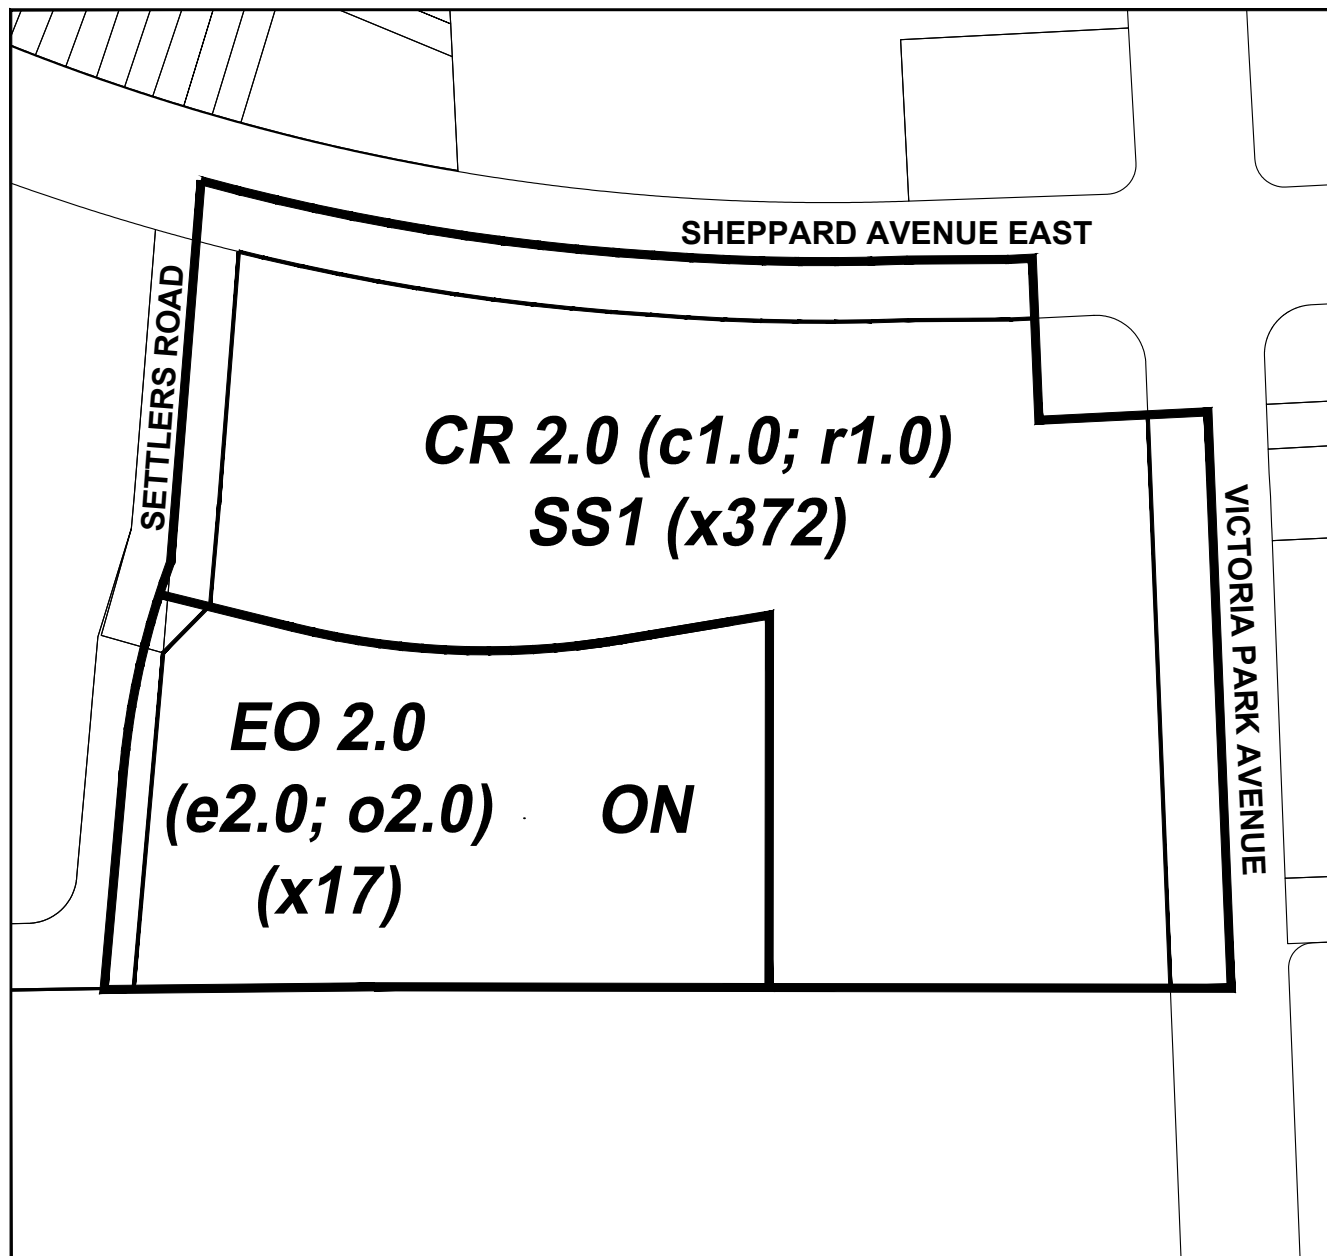 SHEPPARD AVENUE EAST
SETTLERS ROAD
CR 2.0 (c1.0; r1.0)
SS1 (x372)
VICTORIA PARK AVENUE
EO 2.0
(e2.0; o2.0)
(x17)
ON